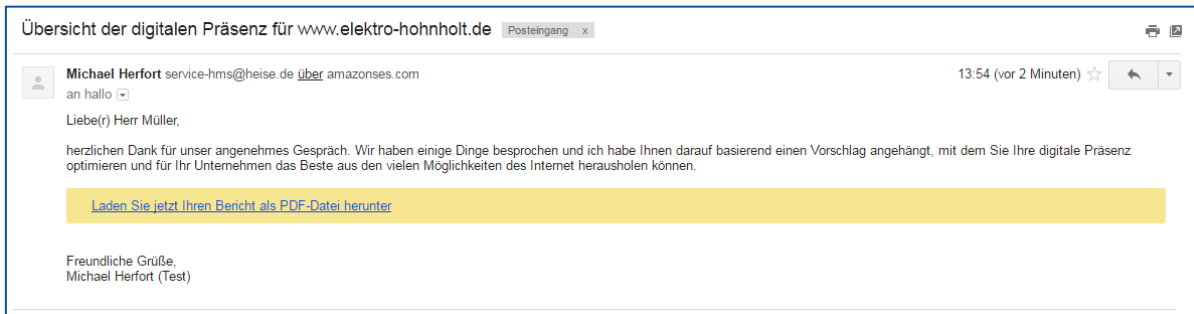 Übersicht der digitalen Präsenz für www.elektro-hohnholt.de Posteingang x
Michael Herfort service-hms@heise.de über amazonses.com 13:54 (vor 2 Minuten)
an hallo
Liebe(r) Herr Müller,
herzlichen Dank für unser angenehmes Gespräch. Wir haben einige Dinge besprochen und ich habe Ihnen darauf basierend einen Vorschlag angehängt, mit dem Sie Ihre digitale Präsenz
optimieren und für Ihr Unternehmen das Beste aus den vielen Möglichkeiten des Internet herausholen können.
Laden Sie jetzt Ihren Bericht als PDF-Datei herunter
Freundliche Grüße,
Michael Herfort (Test)